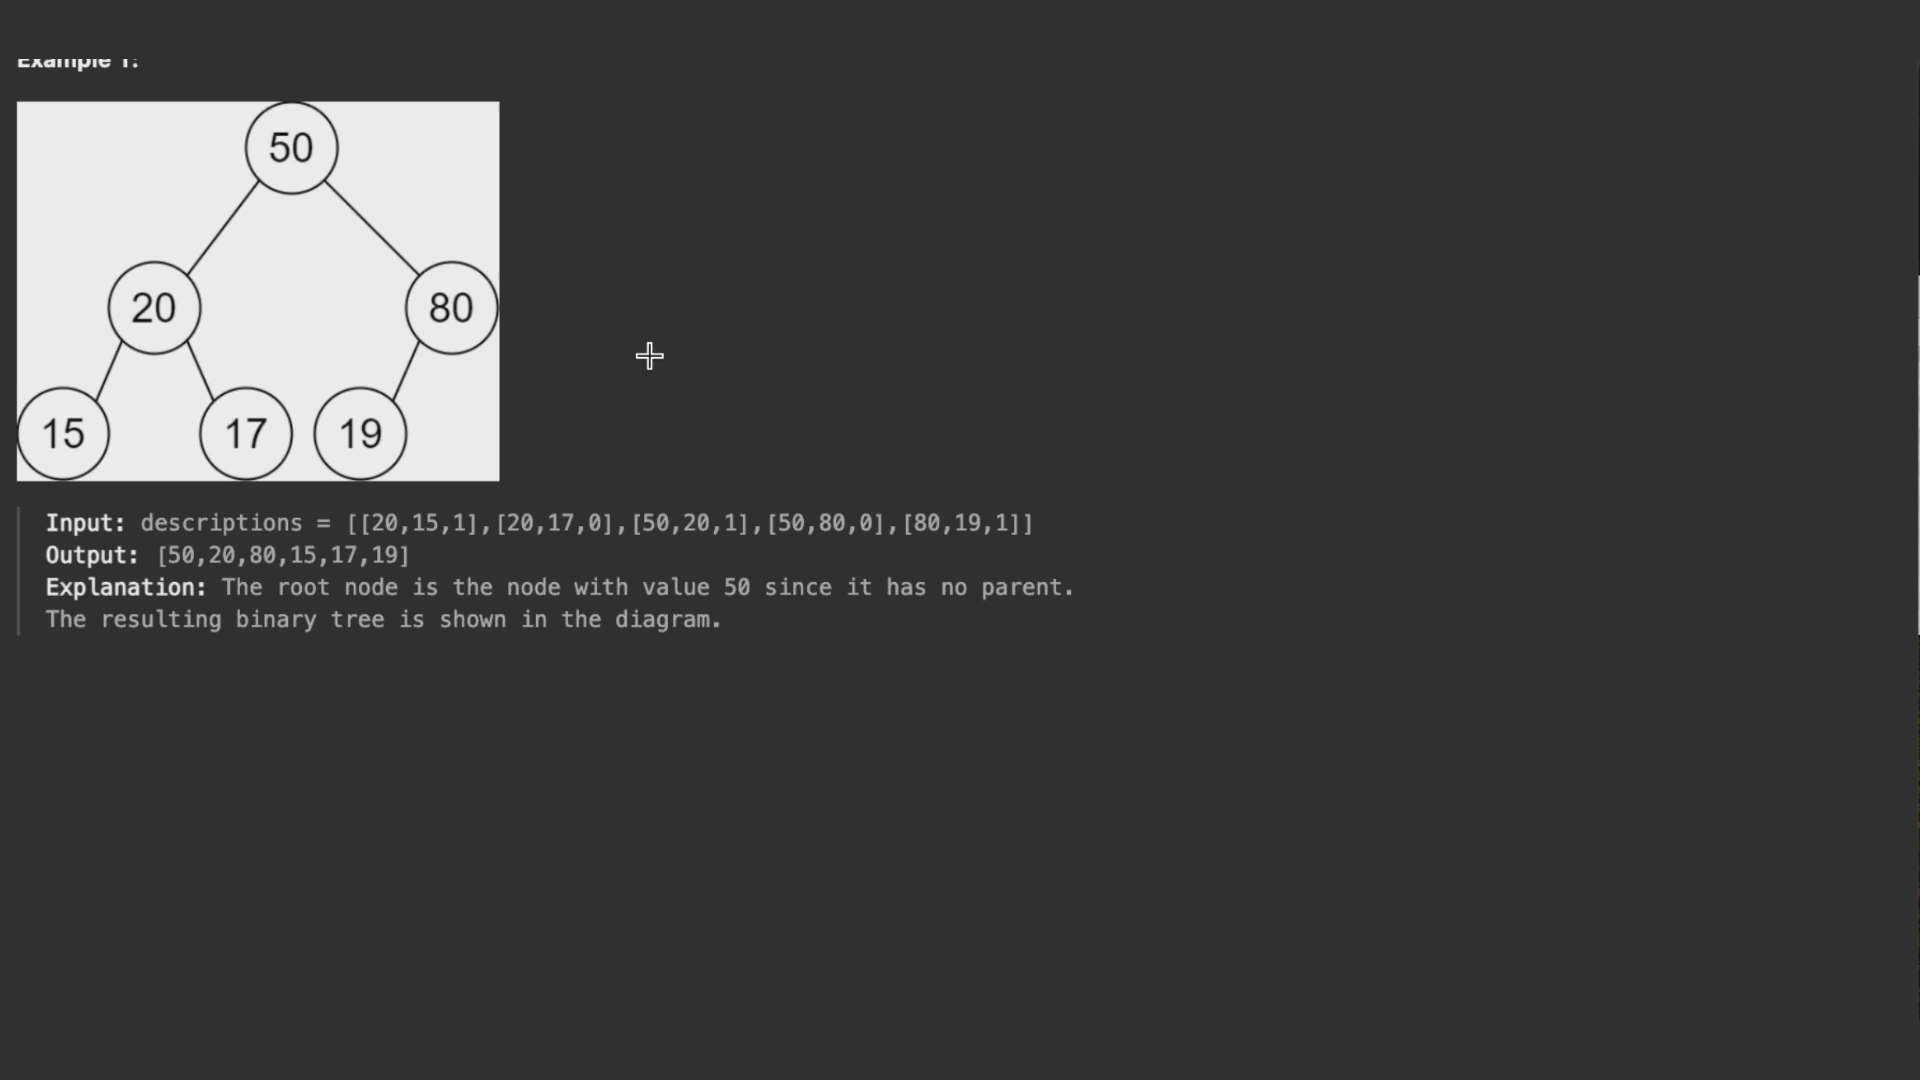 Example 1:
50
20 80
15 17 19
Input: descriptions = [[20,15,1],[20,17,0],[50,20,1],[50,80,0],[80,19,1]]
Output: [50,20,80,15,17,19]
Explanation: The root node is the node with value 50 since it has no parent.
The resulting binary tree is shown in the diagram.